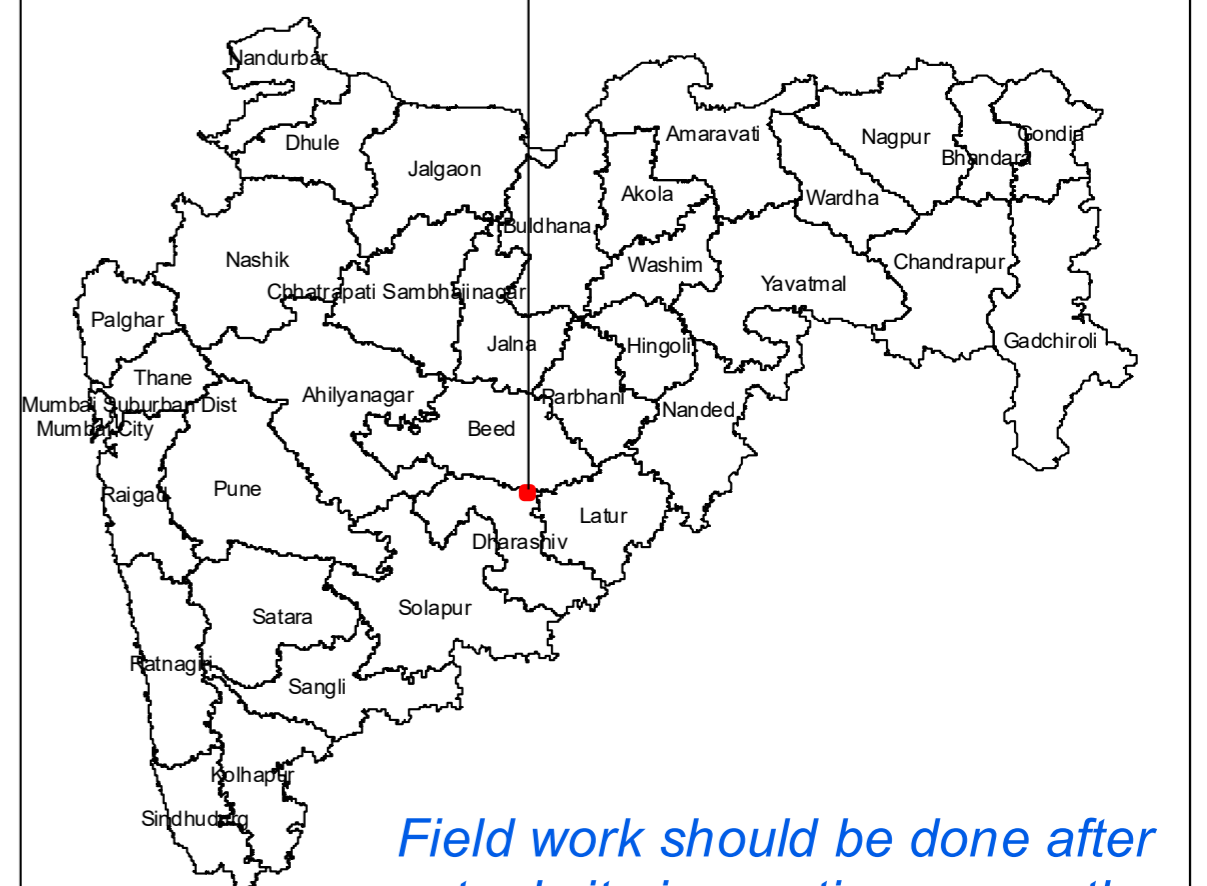 Nandurbar
Dhule
Jalgaon
Amaravati
Nagpur
Gondia
Bhandara
Akola
Wardha
Buldhana
Nashik
Washim
Chandrapur
Chhatrapati Sambhajinagar
Yavatmal
Palghar
Jalna
Hingoli
Gadchiroli
Thane
Ahilyanagar
Parbhani
Mumbai Suburban Dist
Nanded
Mumbai City
Beed
Raigad
Pune
Latur
Dharashiv
Solapur
Satara
Ratnagiri
Sangli
Kolhapur
Sindhudurg
Field work should be done after